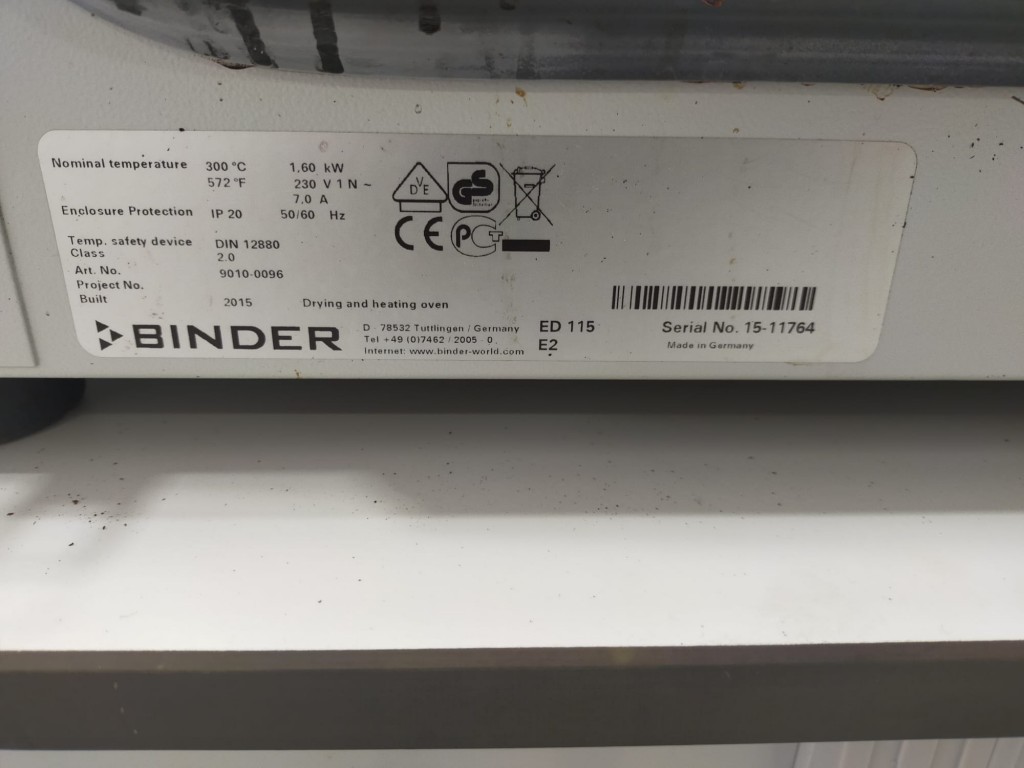 Nominal temperature 300 °C 1,60 kW
572 °F 230 V 1 N ~
7.0 A
Enclosure Protection IP 20 50/60 Hz
Temp. safety device DIN 12880
Class 2.0
Art. No. 9010-0096
Project No.
Built 2015 Drying and heating oven
DVE
GS
CE
PCT
BINDER
D - 78532 Tuttlingen / Germany
Tel +49 (0)7462 / 2005 - 0
Internet: www.binder-world.com
ED 115
E2
Serial No. 15-11764
Made in Germany